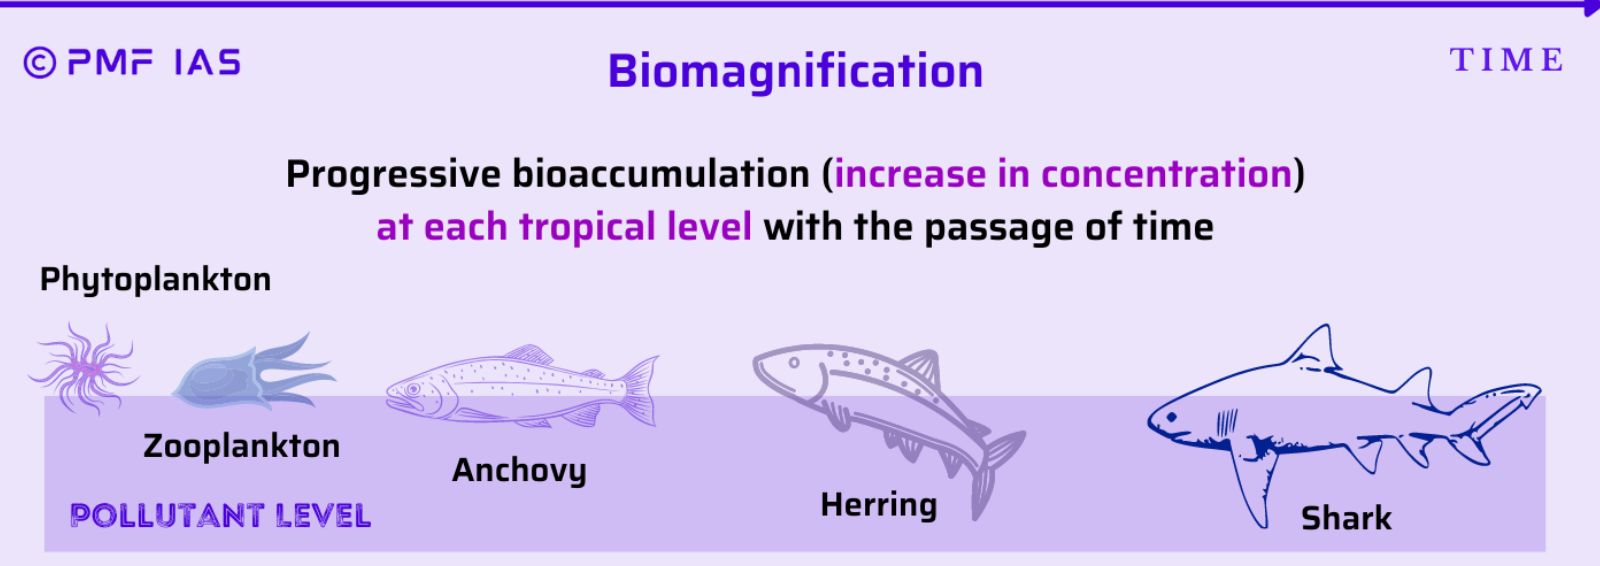 © PMF IAS
Biomagnification
TIME
Progressive bioaccumulation (increase in concentration)
at each tropical level with the passage of time
Phytoplankton
Zooplankton
Anchovy
Herring
Shark
POLLUTANT LEVEL